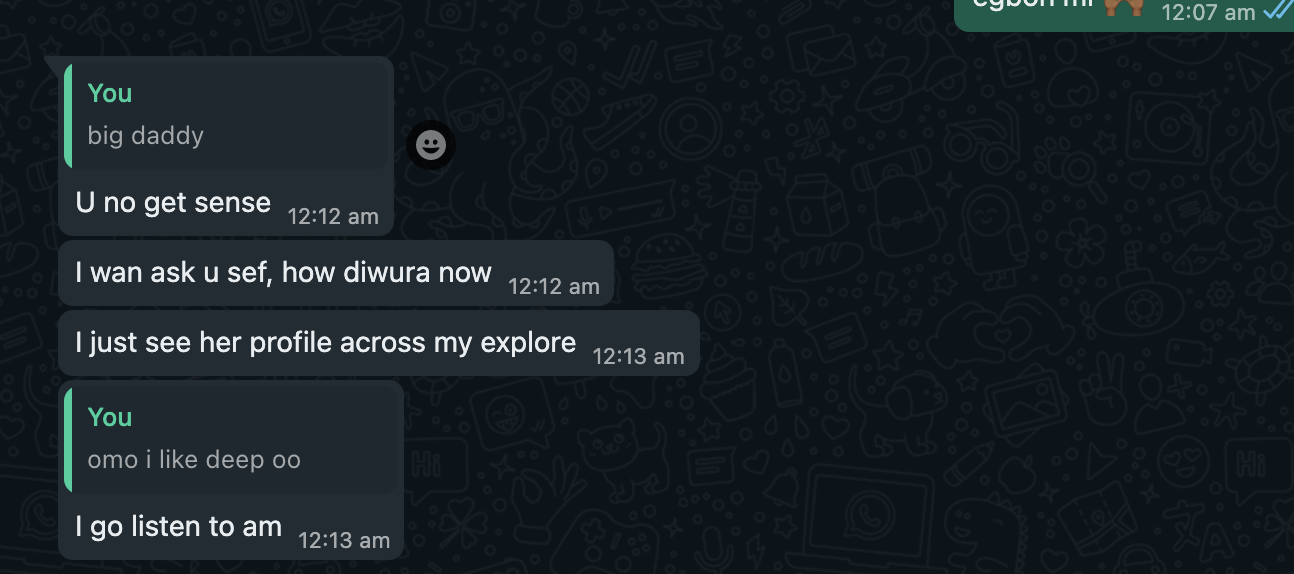 egbon mi 🙌🏾 12:07 am
You
big daddy
U no get sense 12:12 am
I wan ask u sef, how diwura now 12:12 am
I just see her profile across my explore 12:13 am
You
omo i like deep oo
I go listen to am 12:13 am
Hi
Hi